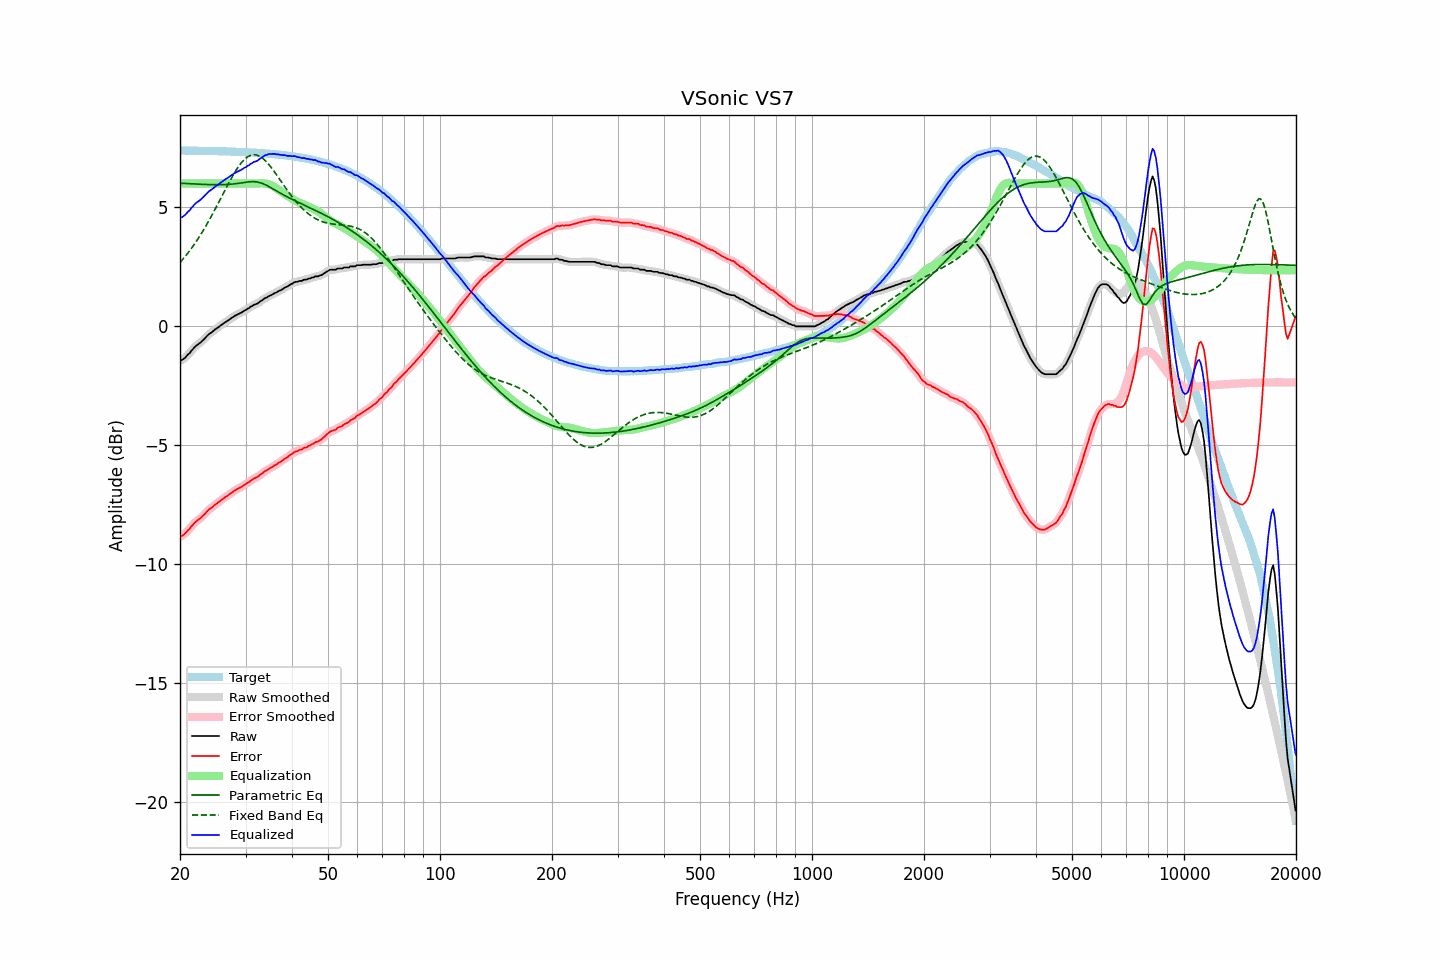 VSonic VS7
Amplitude (dBr)
5
0
−5
−10
−15
−20
Target
Raw Smoothed
Error Smoothed
Raw
Error
Equalization
Parametric Eq
Fixed Band Eq
Equalized
20 50 100 200 500 1000 2000 5000 10000 20000
Frequency (Hz)